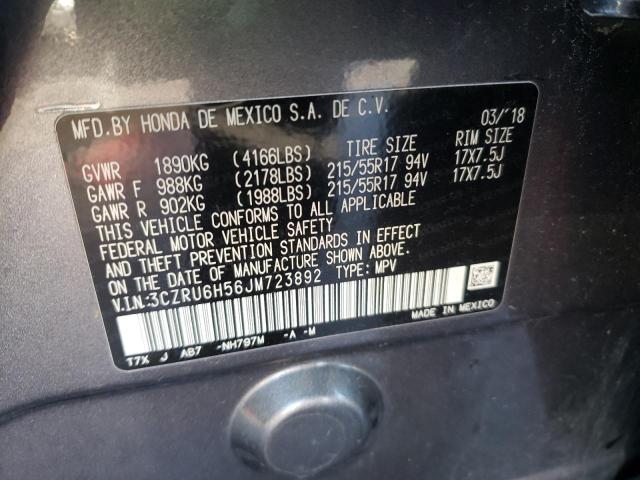 MFD.BY HONDA DE MEXICO S.A. DE C.V. 03/'18
TIRE SIZE RIM SIZE
GVWR 1890KG (4166LBS)
GAWR F 988KG (2178LBS) 215/55R17 94V 17X7.5J
GAWR R 902KG (1988LBS) 215/55R17 94V 17X7.5J
THIS VEHICLE CONFORMS TO ALL APPLICABLE
FEDERAL MOTOR VEHICLE SAFETY
AND THEFT PREVENTION STANDARDS IN EFFECT
ON THE DATE OF MANUFACTURE SHOWN ABOVE.
V.I.N:3CZRU6H56JM723892 TYPE: MPV
MADE IN MEXICO
T7X J AB7 -NH797M -A -M